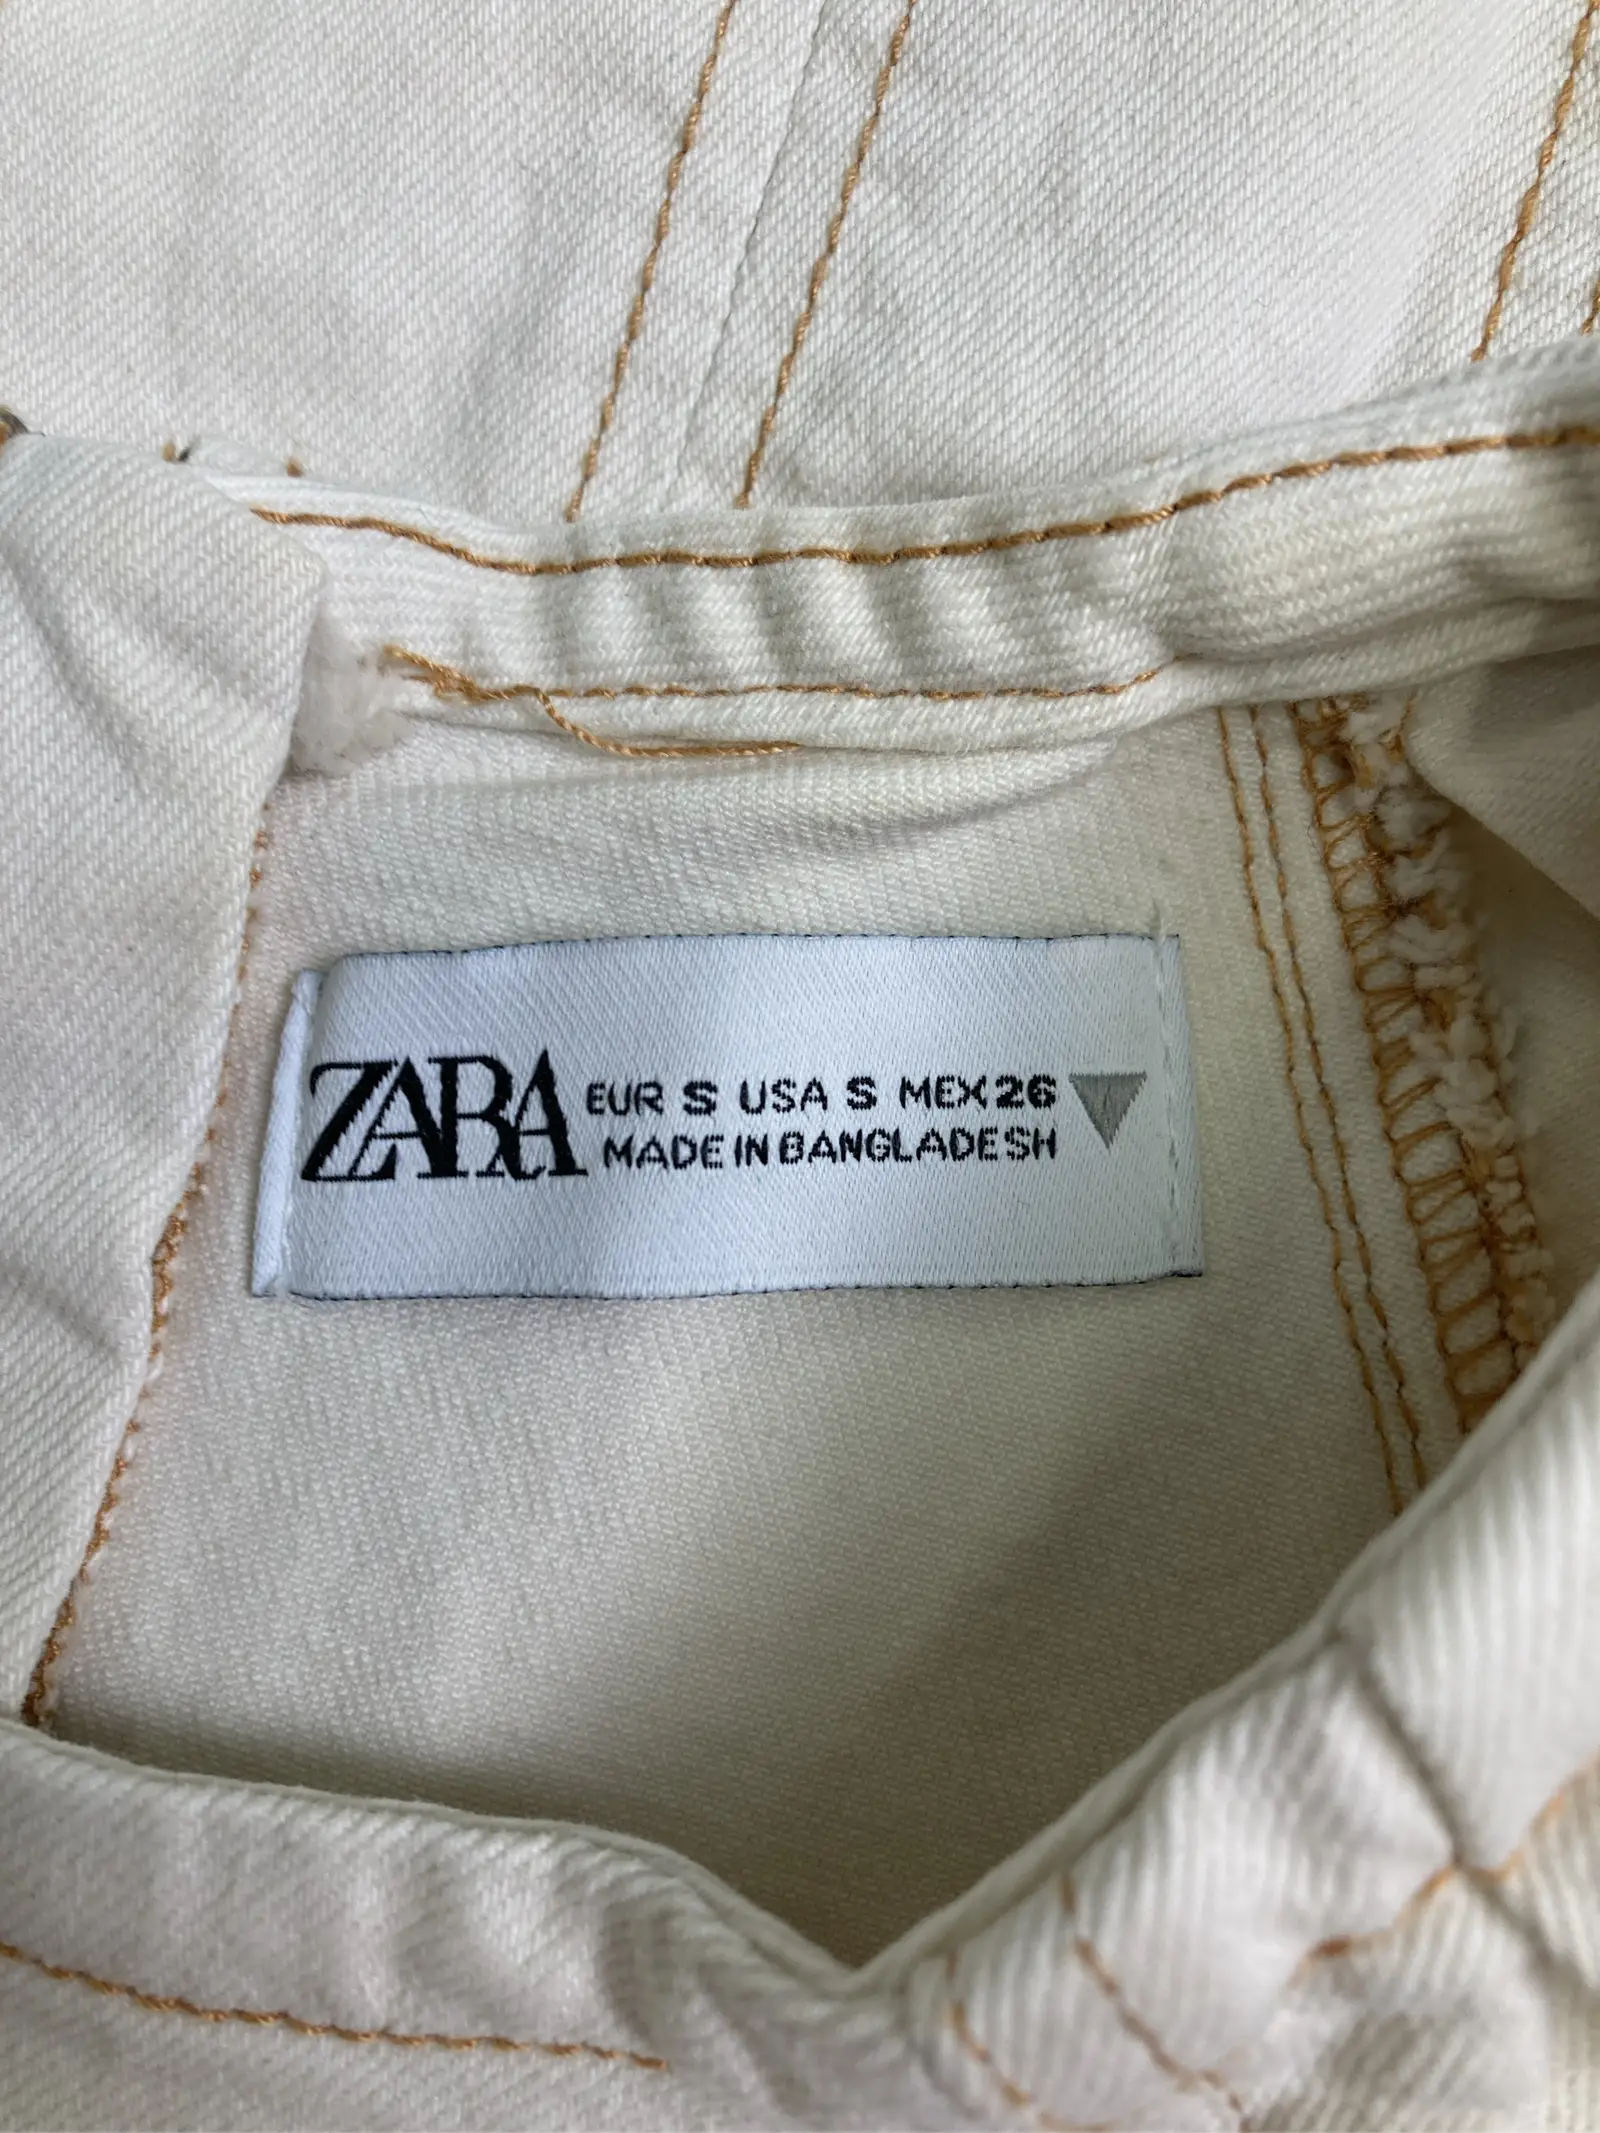 ZARA
EUR S USA S MEX 26
MADE IN BANGLADESH